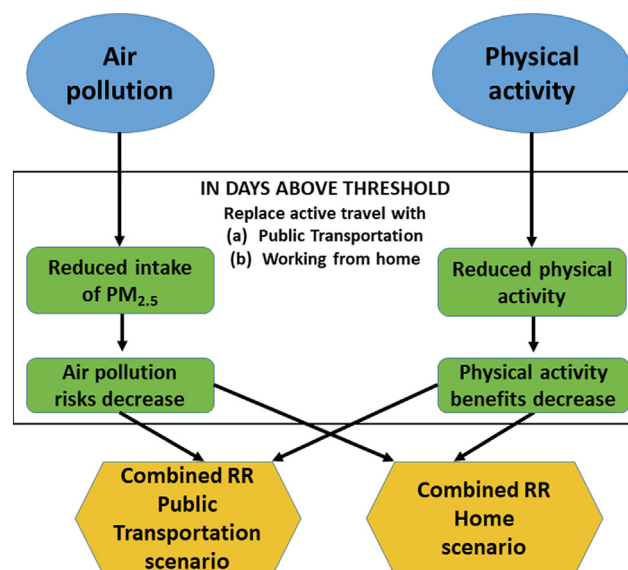 Air
pollution
Physical
activity
IN DAYS ABOVE THRESHOLD
Replace active travel with
(a) Public Transportation
(b) Working from home
Reduced intake
of PM2.5
Reduced physical
activity
Air pollution
risks decrease
Physical activity
benefits decrease
Combined RR
Public
Transportation
scenario
Combined RR
Home
scenario